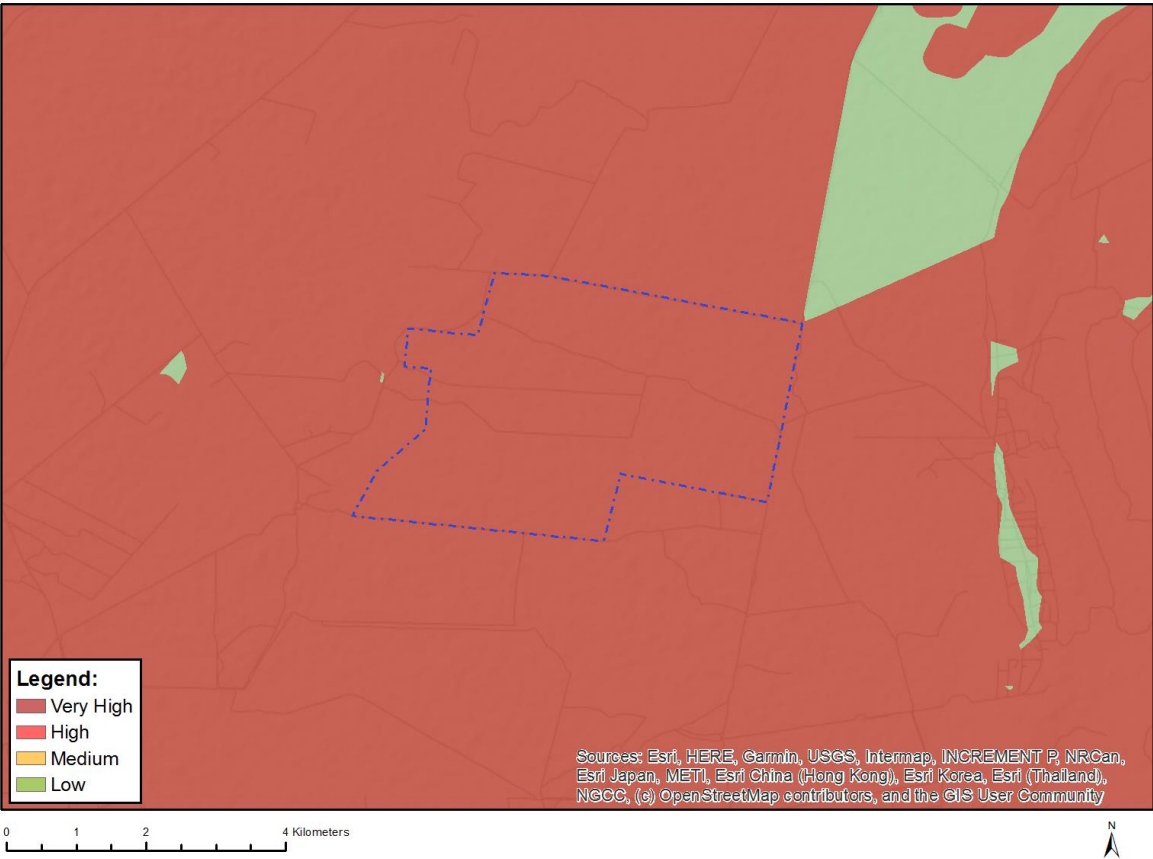 Legend:
Very High
High
Medium
Low
Sources: Esri, HERE, Garmin, USGS, Intermap, INCREMENT P, NRCan,
Esri Japan, METI, Esri China (Hong Kong), Esri Korea, Esri (Thailand),
NGCC, (c) OpenStreetMap contributors, and the GIS User Community
0 1 2 4 Kilometers
N